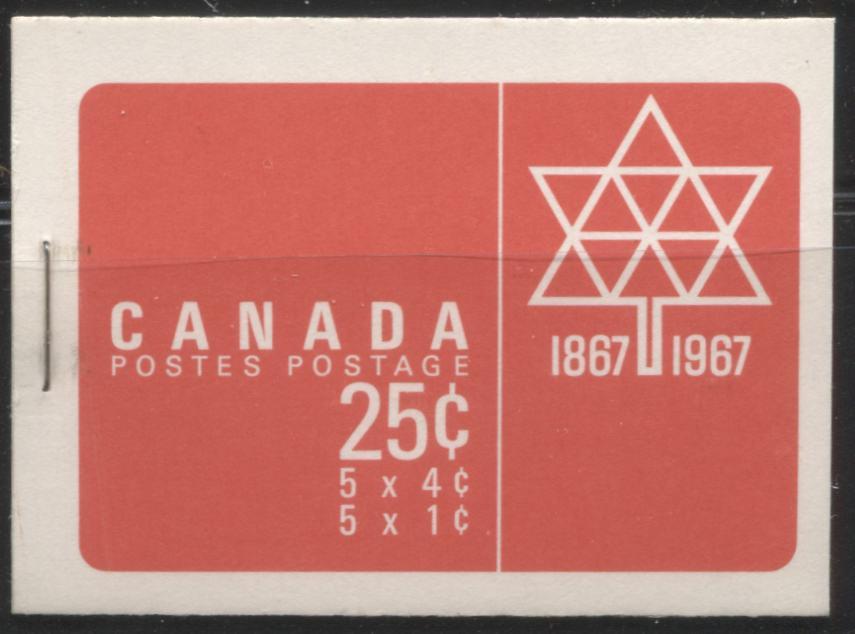 CANADA
POSTES POSTAGE
25¢
5 x 4¢
5 x 1¢
1867 1967